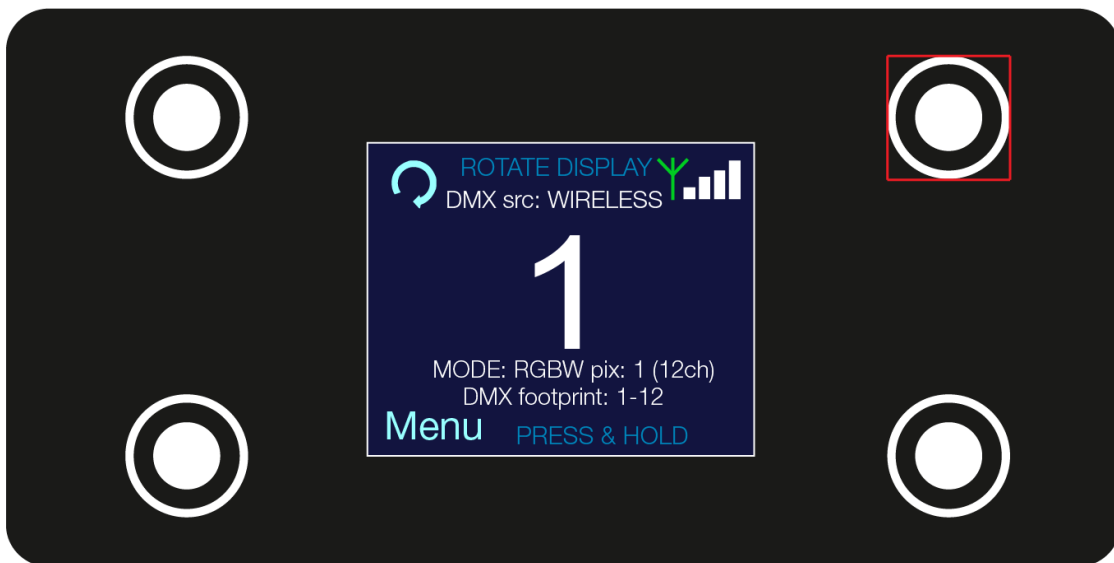 ROTATE DISPLAY
DMX src: WIRELESS
1
MODE: RGBW pix: 1 (12ch)
DMX footprint: 1-12
Menu PRESS & HOLD